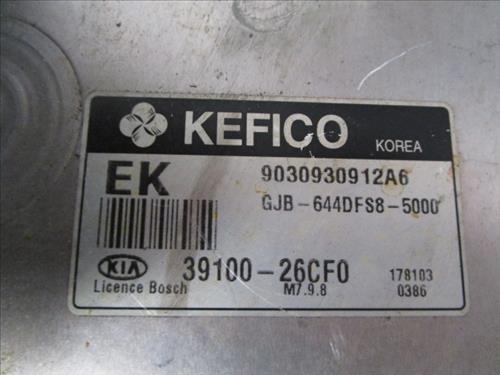 KEFICO KOREA
EK 9030930912A6
GJB-644DFS8-5000
KIA 39100-26CF0 178103
Licence Bosch M7.9.8 0386